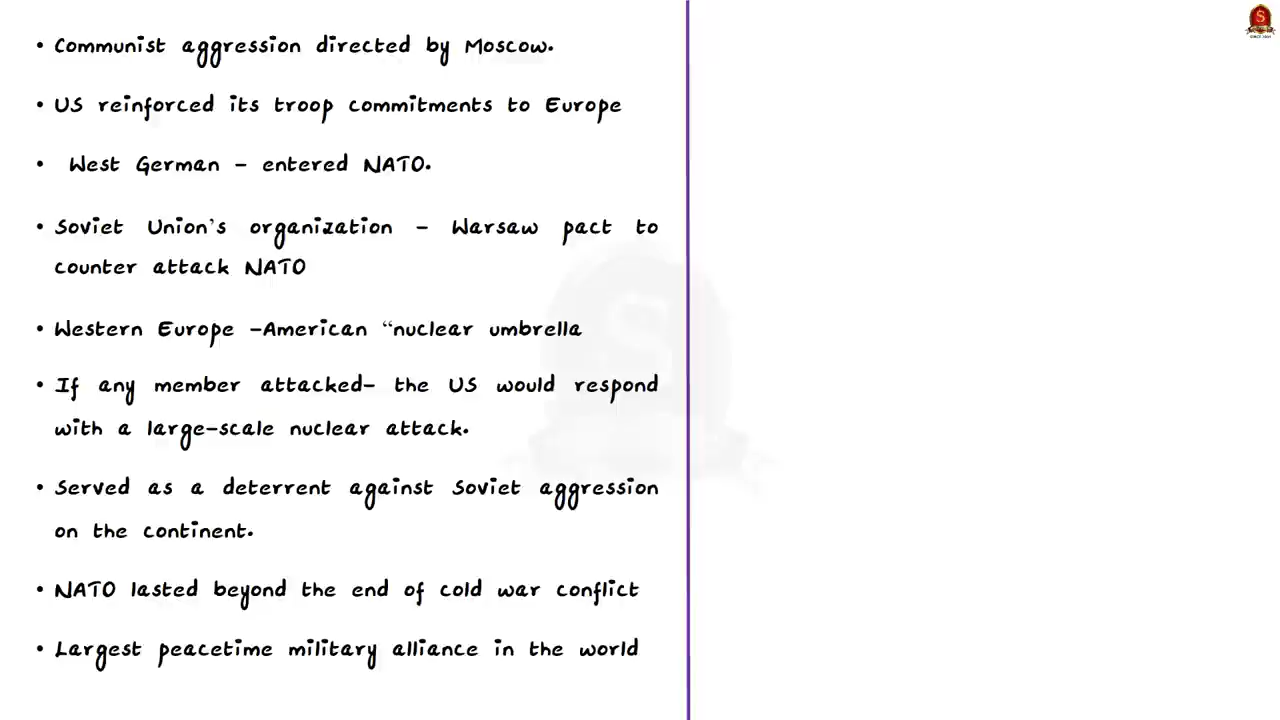 • Communist aggression directed by Moscow.
• US reinforced its troop commitments to Europe
• West German – entered NATO.
• Soviet Union's organization – Warsaw pact to
counter attack NATO
• Western Europe –American “nuclear umbrella
• If any member attacked– the US would respond
with a large-scale nuclear attack.
• Served as a deterrent against Soviet aggression
on the continent.
• NATO lasted beyond the end of cold war conflict
• Largest peacetime military alliance in the world